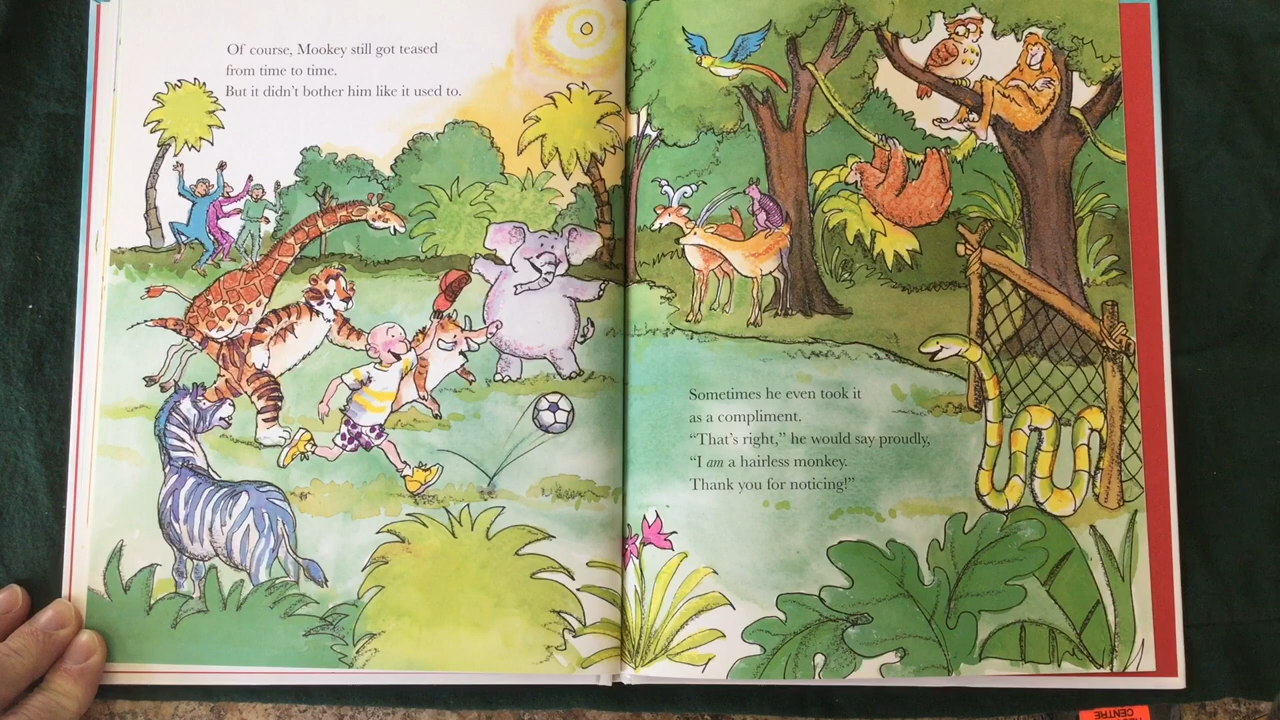 Of course, Mookey still got teased
from time to time.
But it didn't bother him like it used to.
Sometimes he even took it
as a compliment.
"That's right," he would say proudly,
"I am a hairless monkey.
Thank you for noticing!"
CENTRE